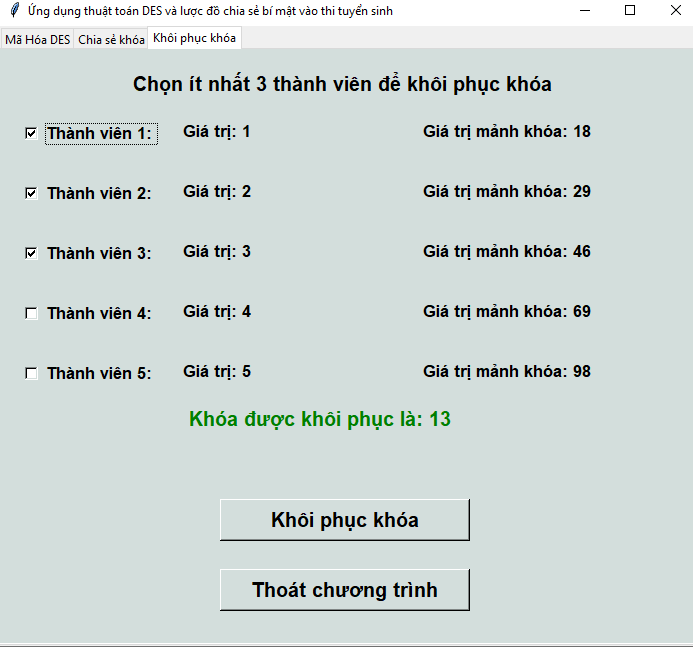 Ứng dụng thuật toán DES và lược đồ chia sẻ bí mật vào thi tuyển sinh
Mã Hóa DES Chia sẻ khóa Khôi phục khóa
Chọn ít nhất 3 thành viên để khôi phục khóa
Thành viên 1: Giá trị: 1 Giá trị mảnh khóa: 18
Thành viên 2: Giá trị: 2 Giá trị mảnh khóa: 29
Thành viên 3: Giá trị: 3 Giá trị mảnh khóa: 46
Thành viên 4: Giá trị: 4 Giá trị mảnh khóa: 69
Thành viên 5: Giá trị: 5 Giá trị mảnh khóa: 98
Khóa được khôi phục là: 13
Khôi phục khóa
Thoát chương trình